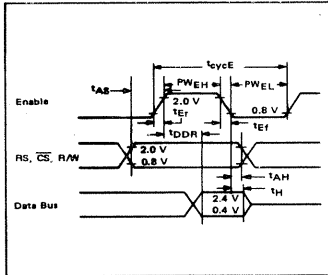 tcycE
tAS
PWEH
PWEL
Enable
2.0 V
0.8 V
tEr
tDDR
tEf
RS, CS, R/W
2.0 V
0.8 V
tAH
tH
Data Bus
2.4 V
0.4 V